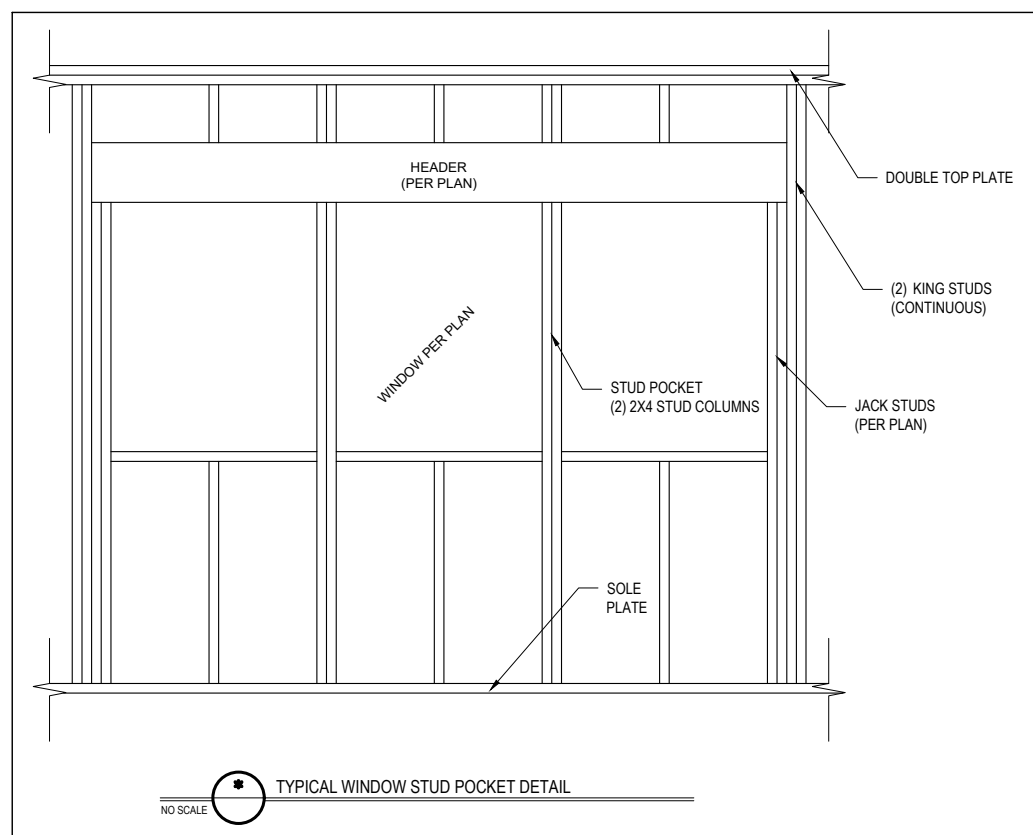 HEADER
(PER PLAN)
DOUBLE TOP PLATE
(2) KING STUDS
(CONTINUOUS)
WINDOW PER PLAN
STUD POCKET
(2) 2X4 STUD COLUMNS
JACK STUDS
(PER PLAN)
SOLE
PLATE
*
TYPICAL WINDOW STUD POCKET DETAIL
NO SCALE